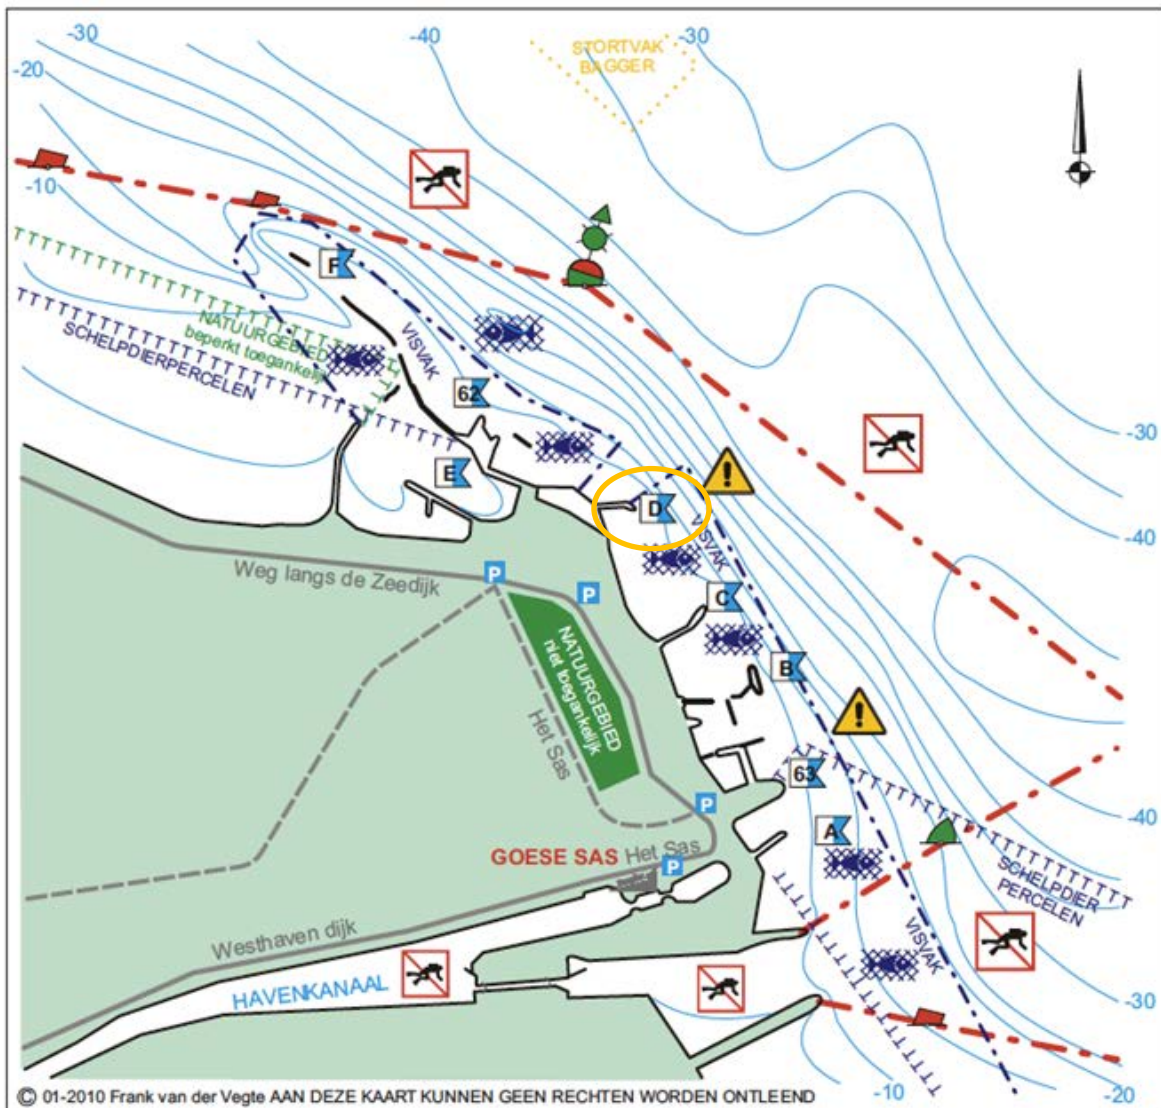 -30
-40
-30
-20
STORTVAK
BAGGER
-10
F
NATUURGEBIED
beperkt toegankelijk
SCHELPDIERPERCELEN
VISVAK
62
-30
E
!
D
VISVAK
-40
Weg langs de Zeedijk
P
P
C
NATUURGEBIED
niet toegankelijk
B
Het Sas
!
63
P
-40
A
GOESE SAS Het Sas
P
SCHELPDIER
PERCELEN
Westhaven dijk
VISVAK
HAVENKANAAL
-30
-10
-20
© 01-2010 Frank van der Vegte AAN DEZE KAART KUNNEN GEEN RECHTEN WORDEN ONTLEEND